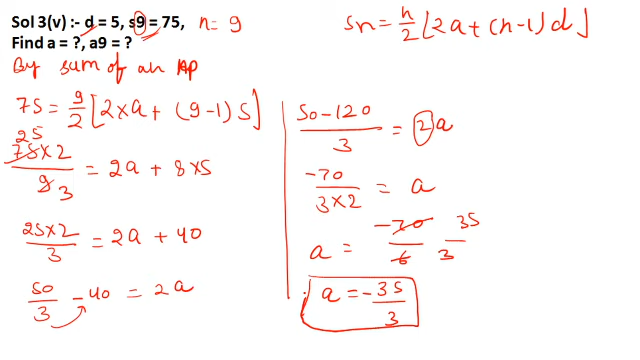 Sol 3(v) :- d = 5, s9 = 75, n = 9
Sn = n/2 [2a + (n-1)d]
Find a = ?, a9 = ?
By sum of an AP
75 = 9/2 [2×a + (9-1)5]
25
75×2/9 3 = 2a + 8×5
25×2/3 = 2a + 40
50/3 - 40 = 2a
50-120/3 = 2a
-70/3×2 = a
a = -70/6 35/3
a = -35/3